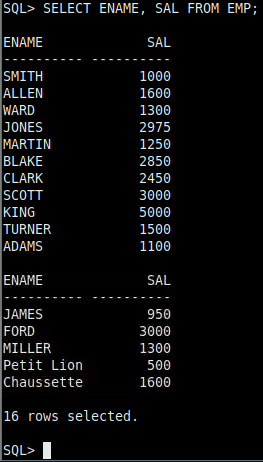 SQL> SELECT ENAME, SAL FROM EMP;
ENAME             SAL
---------- ----------
SMITH            1000
ALLEN            1600
WARD             1300
JONES            2975
MARTIN           1250
BLAKE            2850
CLARK            2450
SCOTT            3000
KING             5000
TURNER           1500
ADAMS            1100
ENAME             SAL
---------- ----------
JAMES             950
FORD             3000
MILLER           1300
Petit Lion        500
Chaussette       1600
16 rows selected.
SQL>